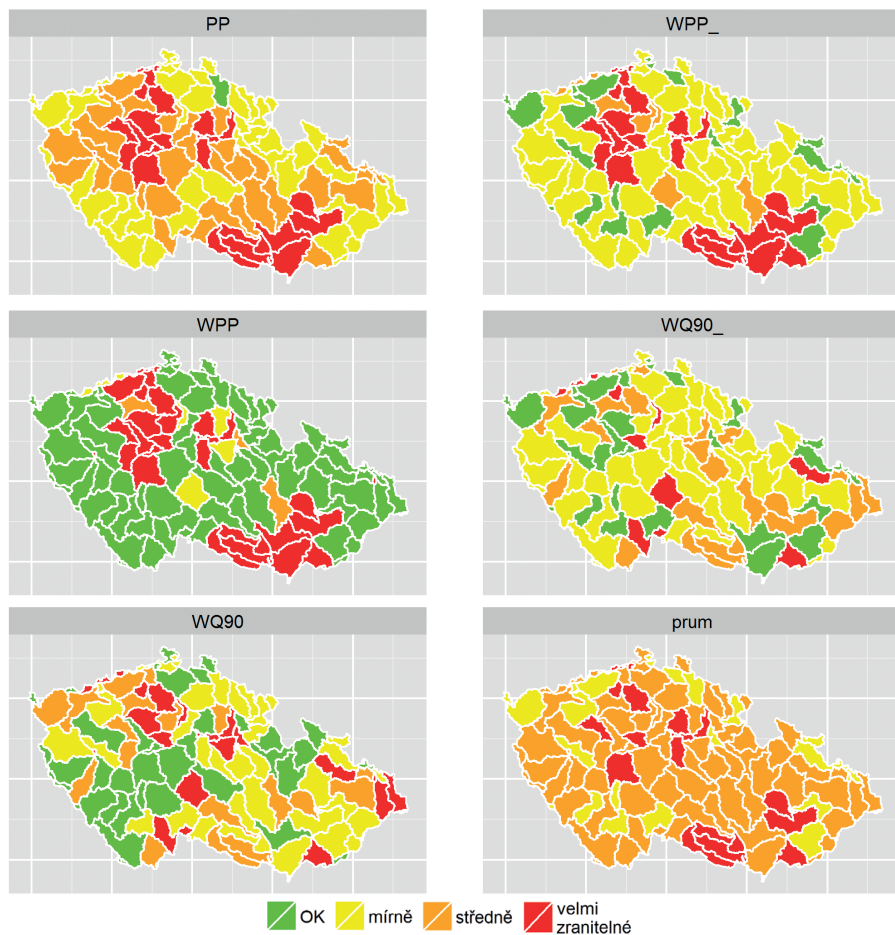 PP
WPP_
WPP
WQ90_
WQ90
prum
OK
mírně
středně
velmi
zranitelné